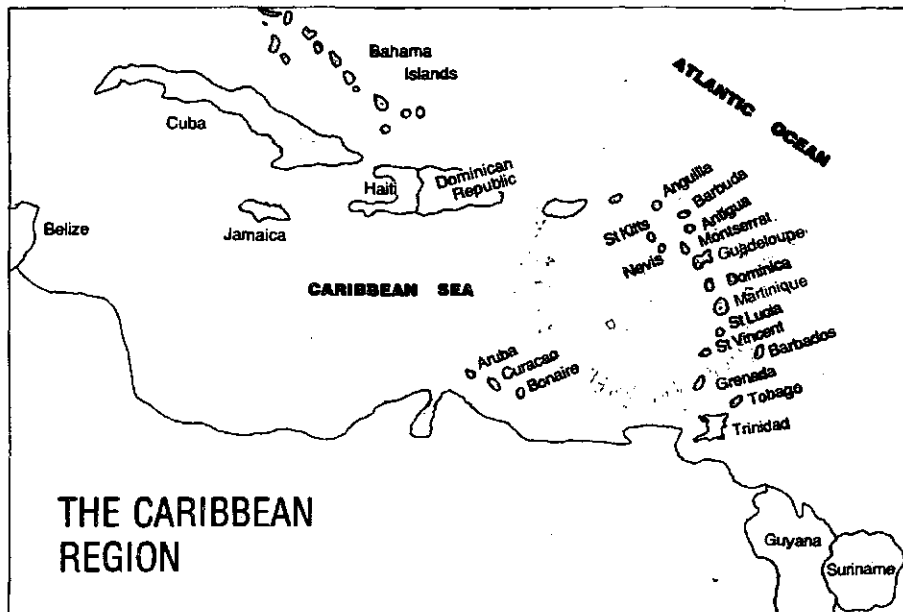 Bahama
Islands
ATLANTIC OCEAN
Cuba
Haiti
Dominican
Republic
Anguilla
Barbuda
St Kitts
Antigua
Montserrat
Nevis
Guadeloupe
Belize
Jamaica
CARIBBEAN SEA
Dominica
Martinique
St Lucia
St Vincent
Barbados
Aruba
Curacao
Bonaire
Grenada
Tobago
Trinidad
THE CARIBBEAN
REGION
Guyana
Suriname